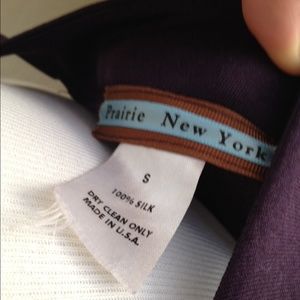 Prairie New York
S
100% SILK
DRY CLEAN ONLY
MADE IN U.S.A.